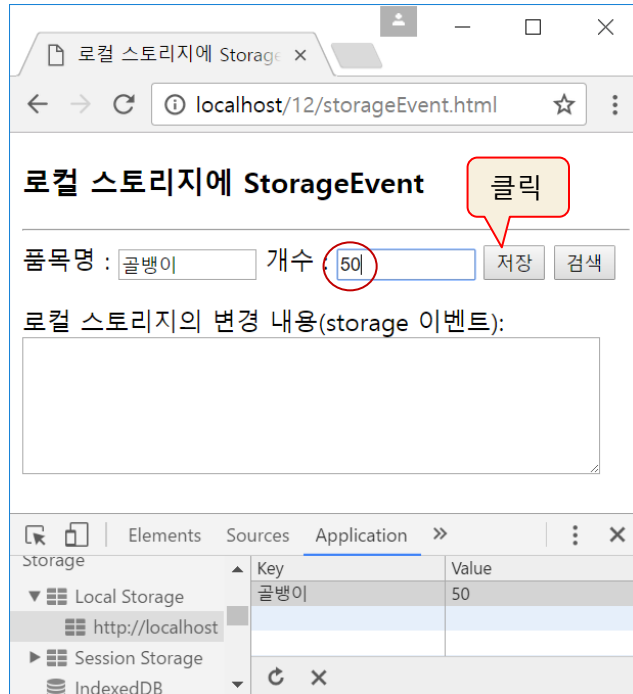 로컬 스토리지에 Storage
localhost/12/storageEvent.html
로컬 스토리지에 StorageEvent
클릭
품목명 : 골뱅이 개수 : 50 저장 검색
로컬 스토리지의 변경 내용(storage 이벤트):
Elements Sources Application »
Storage
Key Value
Local Storage
골뱅이 50
http://localhost
Session Storage
IndexedDB